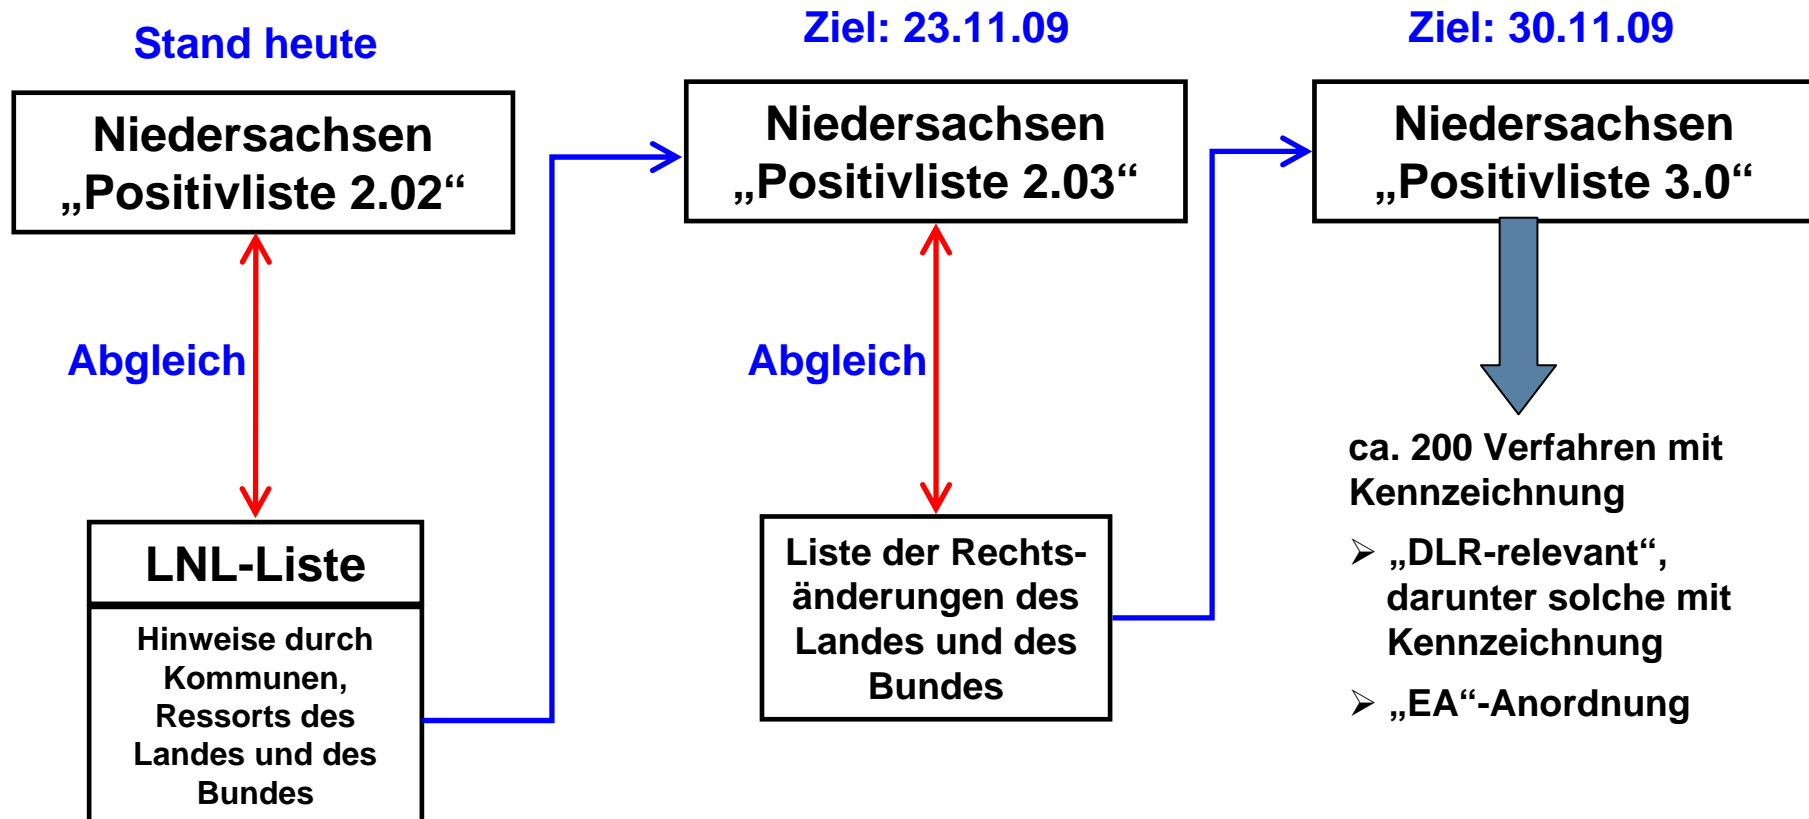 Stand heute
Niedersachsen
„Positivliste 2.02“
Abgleich
LNL-Liste
Hinweise durch
Kommunen,
Ressorts des
Landes und des
Bundes
Ziel: 23.11.09
Niedersachsen
„Positivliste 2.03“
Abgleich
Liste der Rechts-
änderungen des
Landes und des
Bundes
Ziel: 30.11.09
Niedersachsen
„Positivliste 3.0“
ca. 200 Verfahren mit
Kennzeichnung
➢ „DLR-relevant“,
darunter solche mit
Kennzeichnung
➢ „EA“-Anordnung